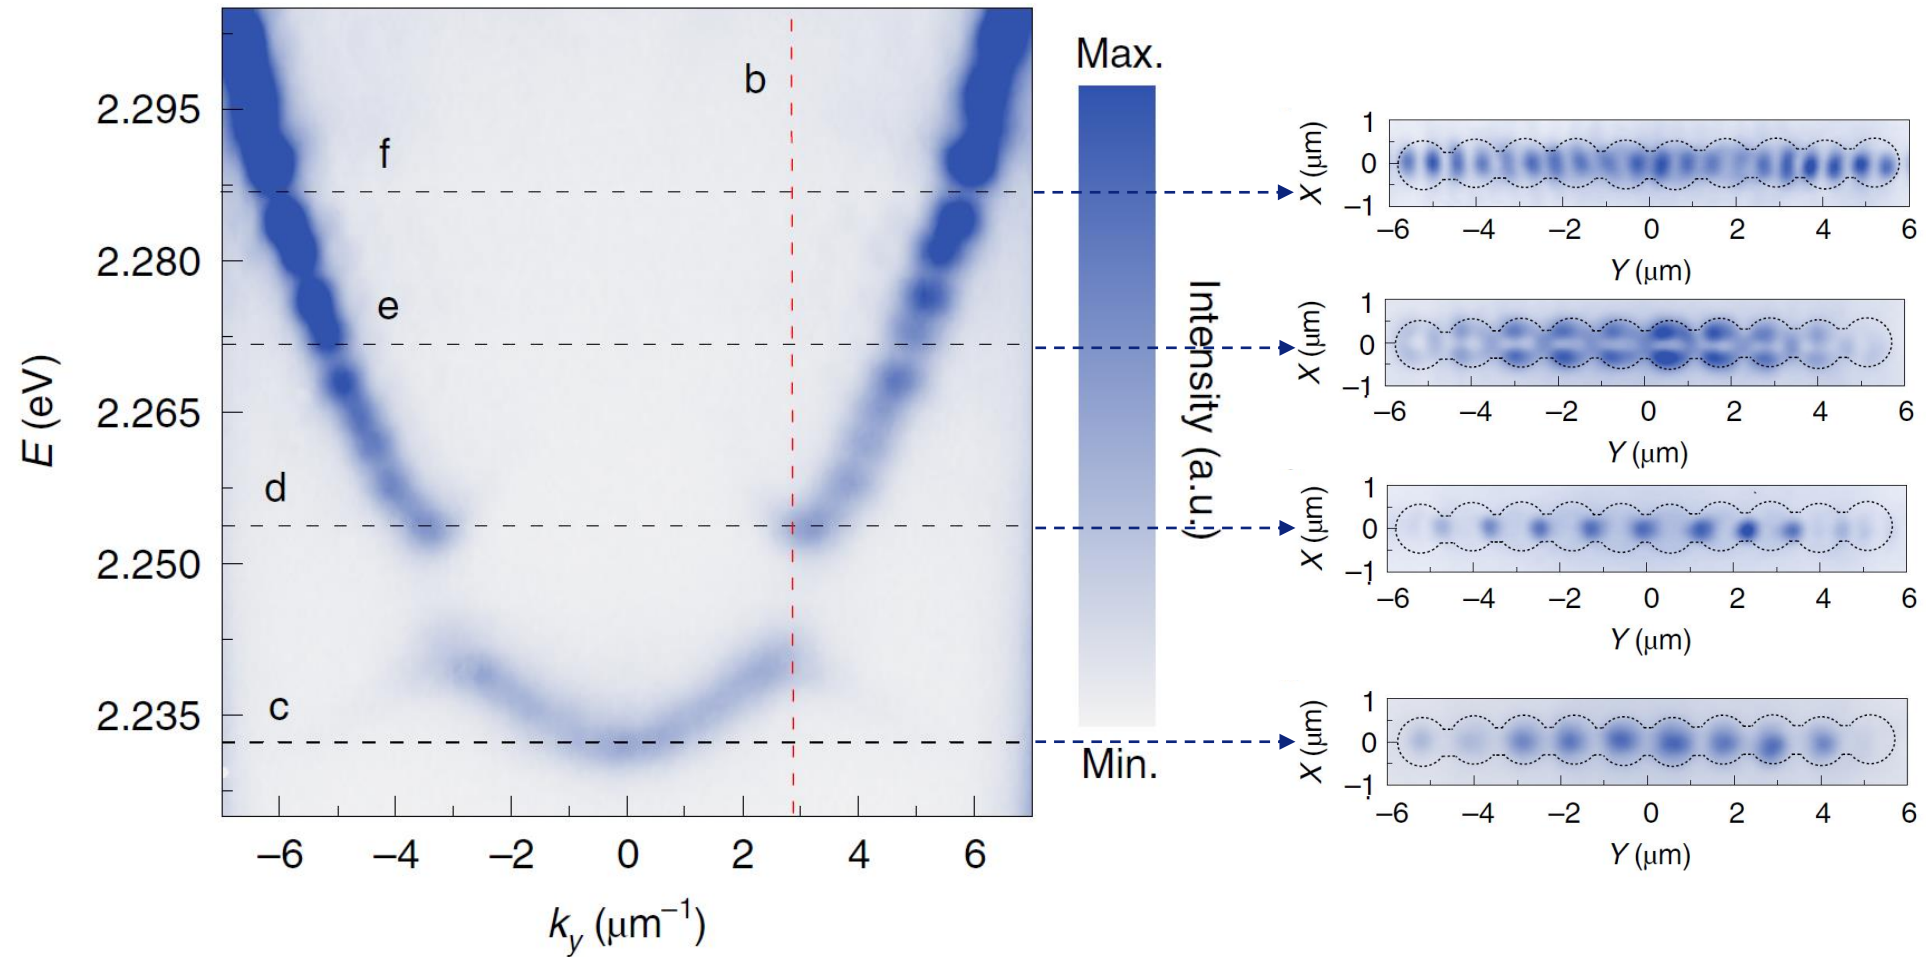 E (eV)
2.295
2.280
2.265
2.250
2.235
b
f
e
d
c
−6 −4 −2 0 2 4 6
k_y (μm⁻¹)
Max.
Intensity (a.u.)
Min.
X (μm)
1
0
−1
−6 −4 −2 0 2 4 6
Y (μm)
X (μm)
1
0
−1
−6 −4 −2 0 2 4 6
Y (μm)
X (μm)
1
0
−1
−6 −4 −2 0 2 4 6
Y (μm)
X (μm)
1
0
−1
−6 −4 −2 0 2 4 6
Y (μm)